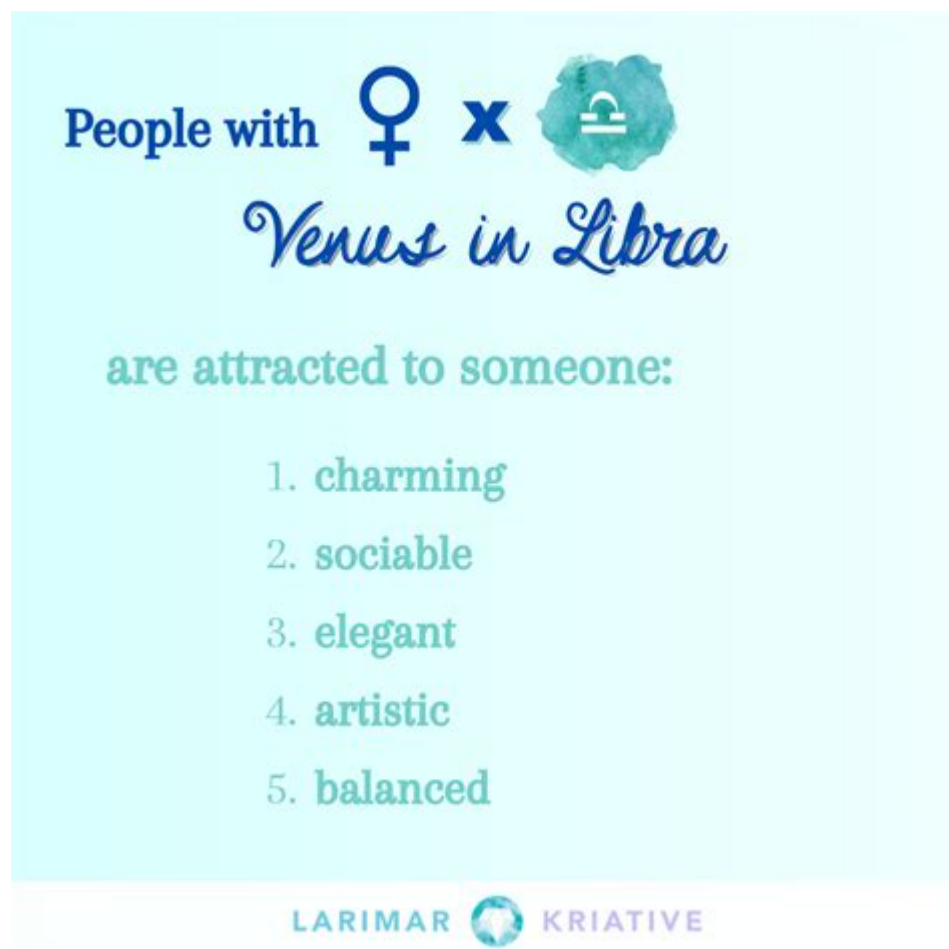 People with ♀ x ♎
Venus in Libra
are attracted to someone:
1. charming
2. sociable
3. elegant
4. artistic
5. balanced
LARIMAR KRIATIVE